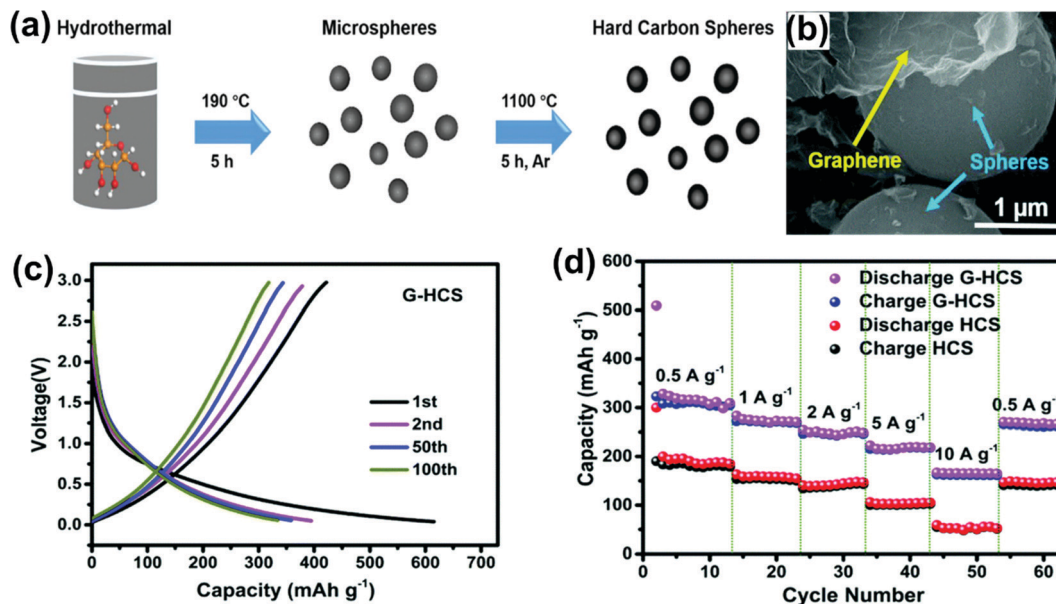 (a)
Hydrothermal
Microspheres
Hard Carbon Spheres
190 °C
5 h
1100 °C
5 h, Ar
(b)
Graphene
Spheres
1 μm
(c)
G-HCS
3.0
2.5
2.0
1.5
1.0
0.5
0.0
Voltage(V)
1st
2nd
50th
100th
0 100 200 300 400 500 600 700
Capacity (mAh g⁻¹)
(d)
600
500
400
300
200
100
0
Capacity (mAh g⁻¹)
Discharge G-HCS
Charge G-HCS
Discharge HCS
Charge HCS
0.5 A g⁻¹
1 A g⁻¹
2 A g⁻¹
5 A g⁻¹
10 A g⁻¹
0.5 A g⁻¹
0 10 20 30 40 50 60
Cycle Number